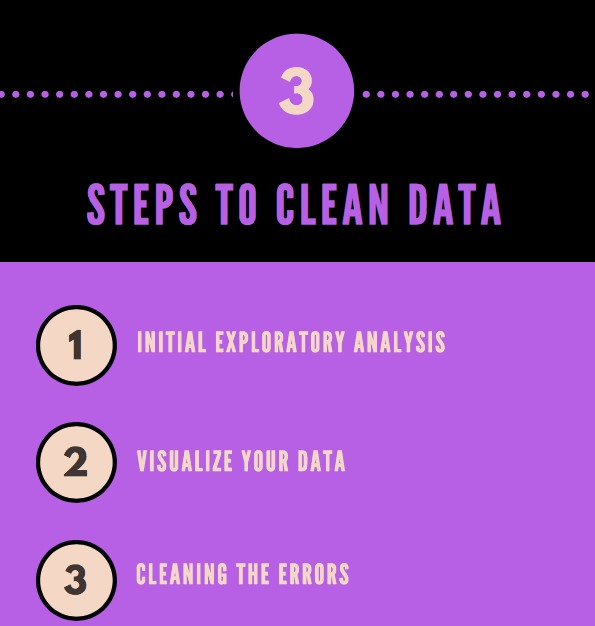 3
STEPS TO CLEAN DATA
1 INITIAL EXPLORATORY ANALYSIS
2 VISUALIZE YOUR DATA
3 CLEANING THE ERRORS